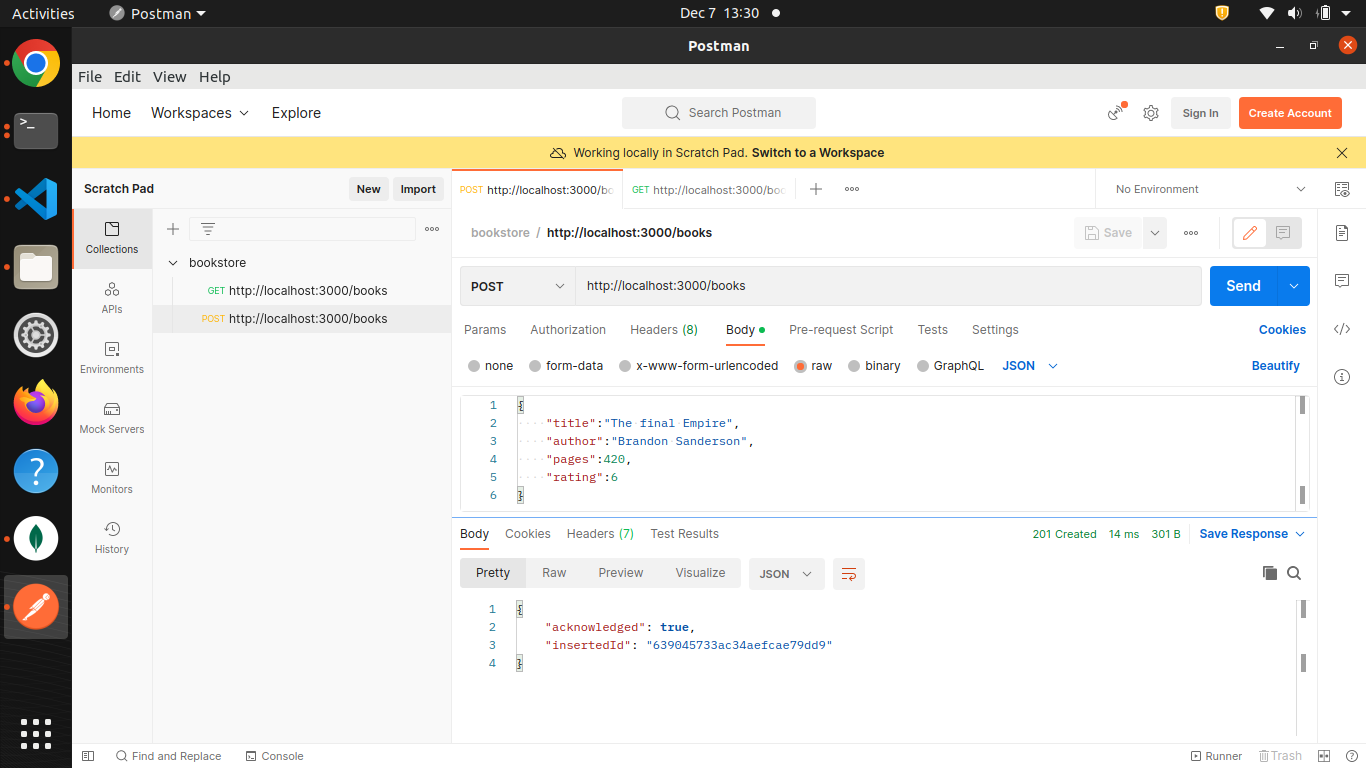 Activities Postman Dec 7 13:30
Postman
File Edit View Help
Home Workspaces Explore Search Postman Sign In Create Account
Working locally in Scratch Pad. Switch to a Workspace
Scratch Pad New Import POST http://localhost:3000/bo GET http://localhost:3000/boo No Environment
Collections
APIs
Environments
Mock Servers
Monitors
History
bookstore
GET http://localhost:3000/books
POST http://localhost:3000/books
bookstore / http://localhost:3000/books Save
POST http://localhost:3000/books Send
Params Authorization Headers (8) Body Pre-request Script Tests Settings Cookies
none form-data x-www-form-urlencoded raw binary GraphQL JSON Beautify
1 {
2 "title":"The final Empire",
3 "author":"Brandon Sanderson",
4 "pages":420,
5 "rating":6
6 }
Body Cookies Headers (7) Test Results 201 Created 14 ms 301 B Save Response
Pretty Raw Preview Visualize JSON
1 {
2 "acknowledged": true,
3 "insertedId": "639045733ac34aefcae79dd9"
4 }
Find and Replace Console Runner Trash